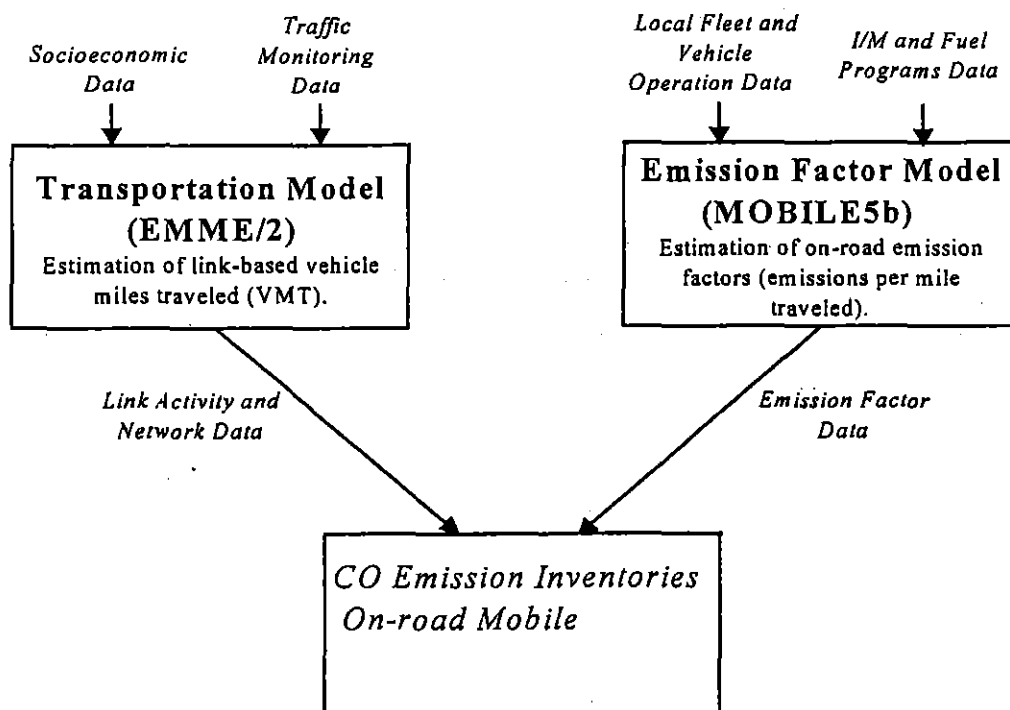 Socioeconomic
Data
Traffic
Monitoring
Data
Local Fleet and
Vehicle
Operation Data
I/M and Fuel
Programs Data
Transportation Model
(EMME/2)
Estimation of link-based vehicle
miles traveled (VMT).
Emission Factor Model
(MOBILE5b)
Estimation of on-road emission
factors (emissions per mile
traveled).
Link Activity and
Network Data
Emission Factor
Data
CO Emission Inventories
On-road Mobile